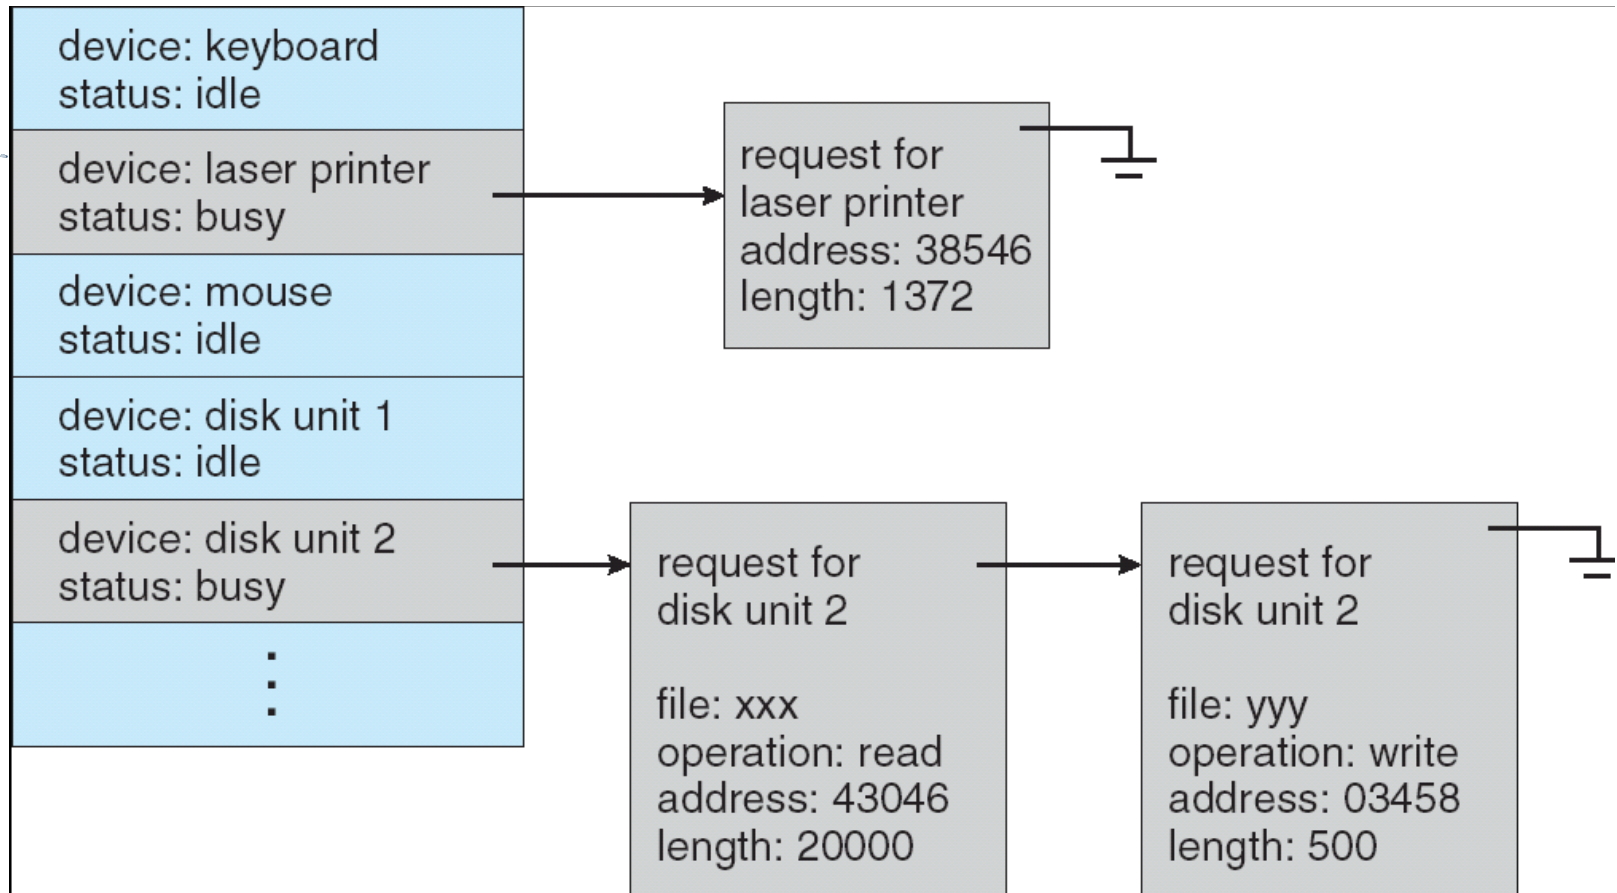 device: keyboard
status: idle
device: laser printer
status: busy
device: mouse
status: idle
device: disk unit 1
status: idle
device: disk unit 2
status: busy
request for
laser printer
address: 38546
length: 1372
request for
disk unit 2
file: xxx
operation: read
address: 43046
length: 20000
request for
disk unit 2
file: yyy
operation: write
address: 03458
length: 500